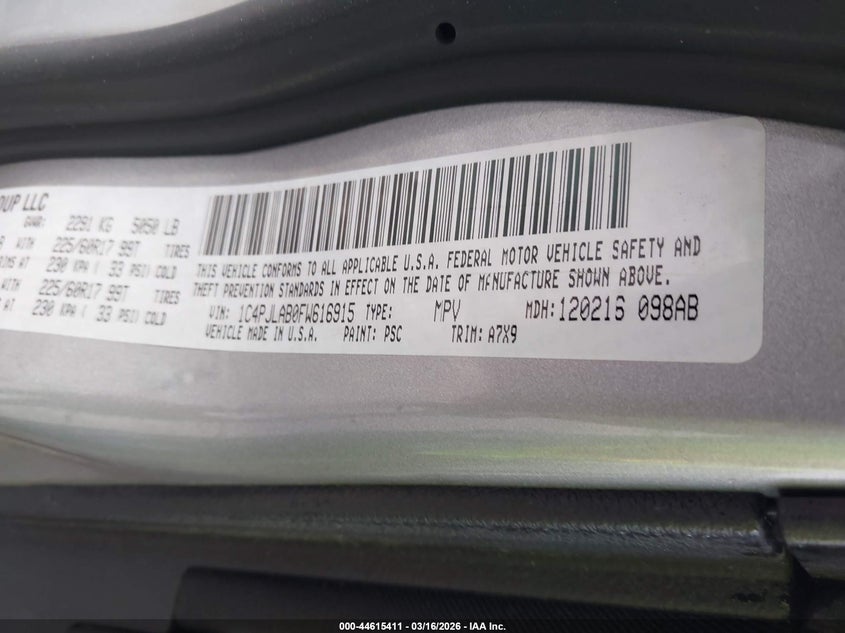 OUP LLC
GAWR: 2291 KG 5050 LB
WITH 225/60R17 99T TIRES
RIMS AT 230 KPA ( 33 PSI) COLD
WITH 225/60R17 99T TIRES
AT 230 KPA ( 33 PSI) COLD
THIS VEHICLE CONFORMS TO ALL APPLICABLE U.S.A. FEDERAL MOTOR VEHICLE SAFETY AND
THEFT PREVENTION STANDARDS IN EFFECT ON THE DATE OF MANUFACTURE SHOWN ABOVE.
VIN: 1C4PJLAB0FW616915 TYPE: MPV MDH: 120216 098AB
VEHICLE MADE IN U.S.A. PAINT: PSC TRIM: A7X9
000-44615411 - 03/16/2026 - IAA Inc.